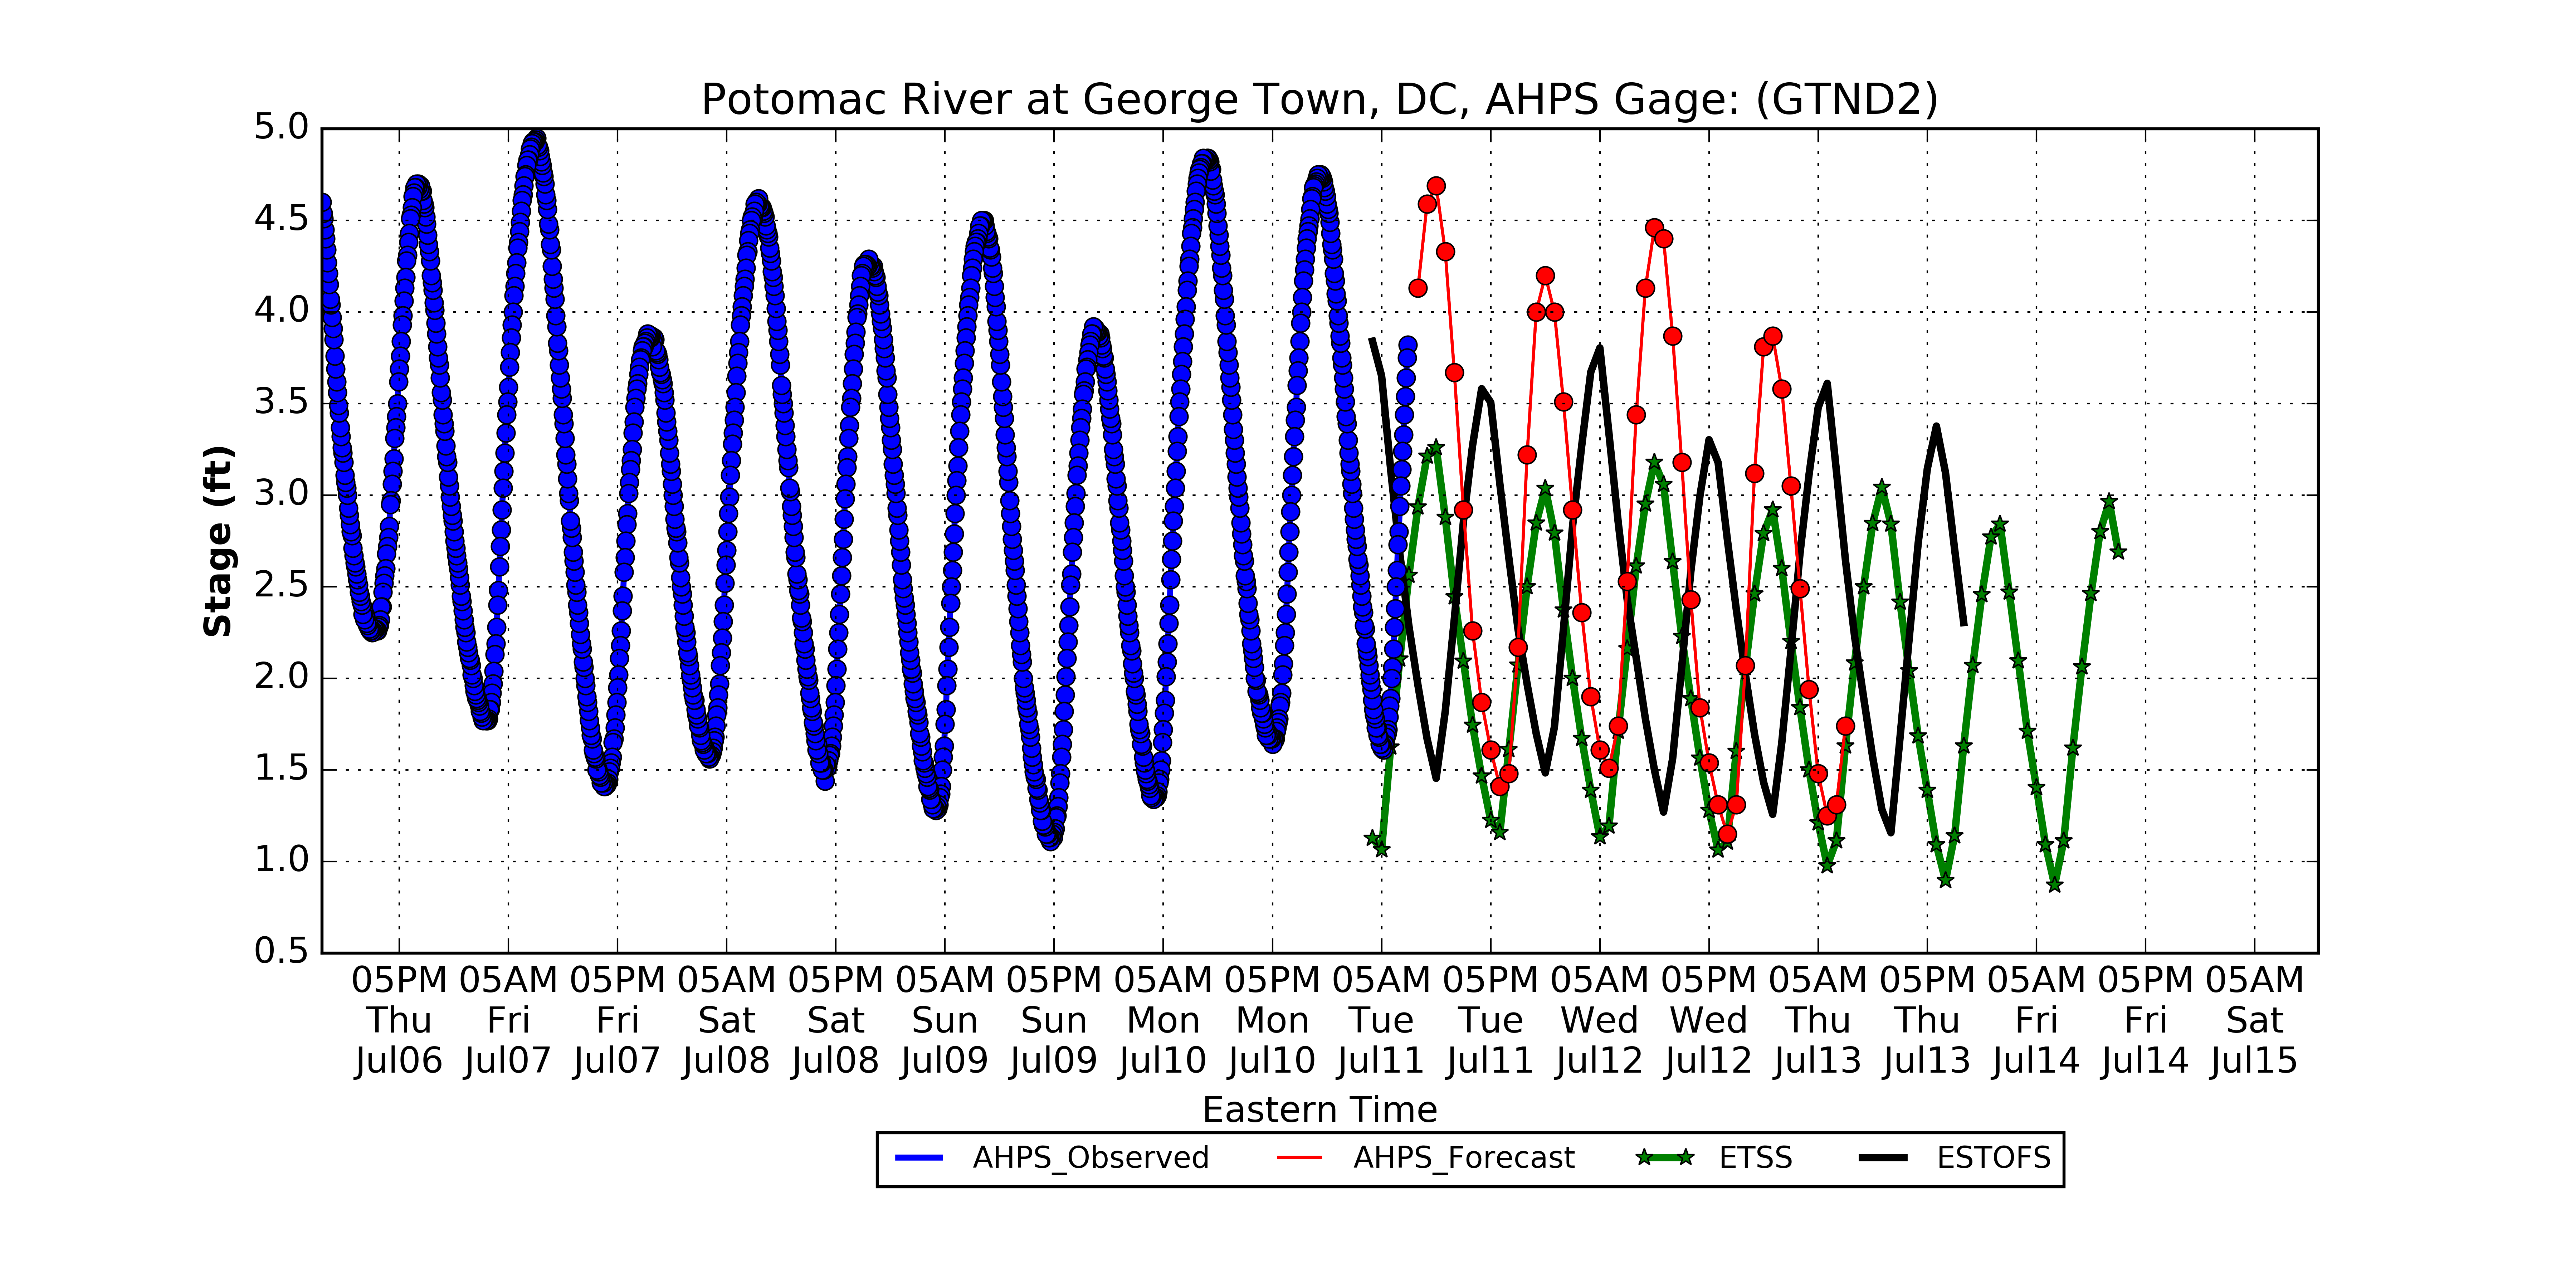 Potomac River at George Town, DC, AHPS Gage: (GTND2)
5.0
4.5
4.0
3.5
3.0
2.5
2.0
1.5
1.0
0.5
Stage (ft)
05PM 05AM 05PM 05AM 05PM 05AM 05PM 05AM 05PM 05AM 05PM 05AM 05PM 05AM 05PM 05AM 05PM 05AM
Thu Fri Fri Sat Sat Sun Sun Mon Mon Tue Tue Wed Wed Thu Thu Fri Fri Sat
Jul06 Jul07 Jul07 Jul08 Jul08 Jul09 Jul09 Jul10 Jul10 Jul11 Jul11 Jul12 Jul12 Jul13 Jul13 Jul14 Jul14 Jul15
Eastern Time
AHPS_Observed AHPS_Forecast ETSS ESTOFS